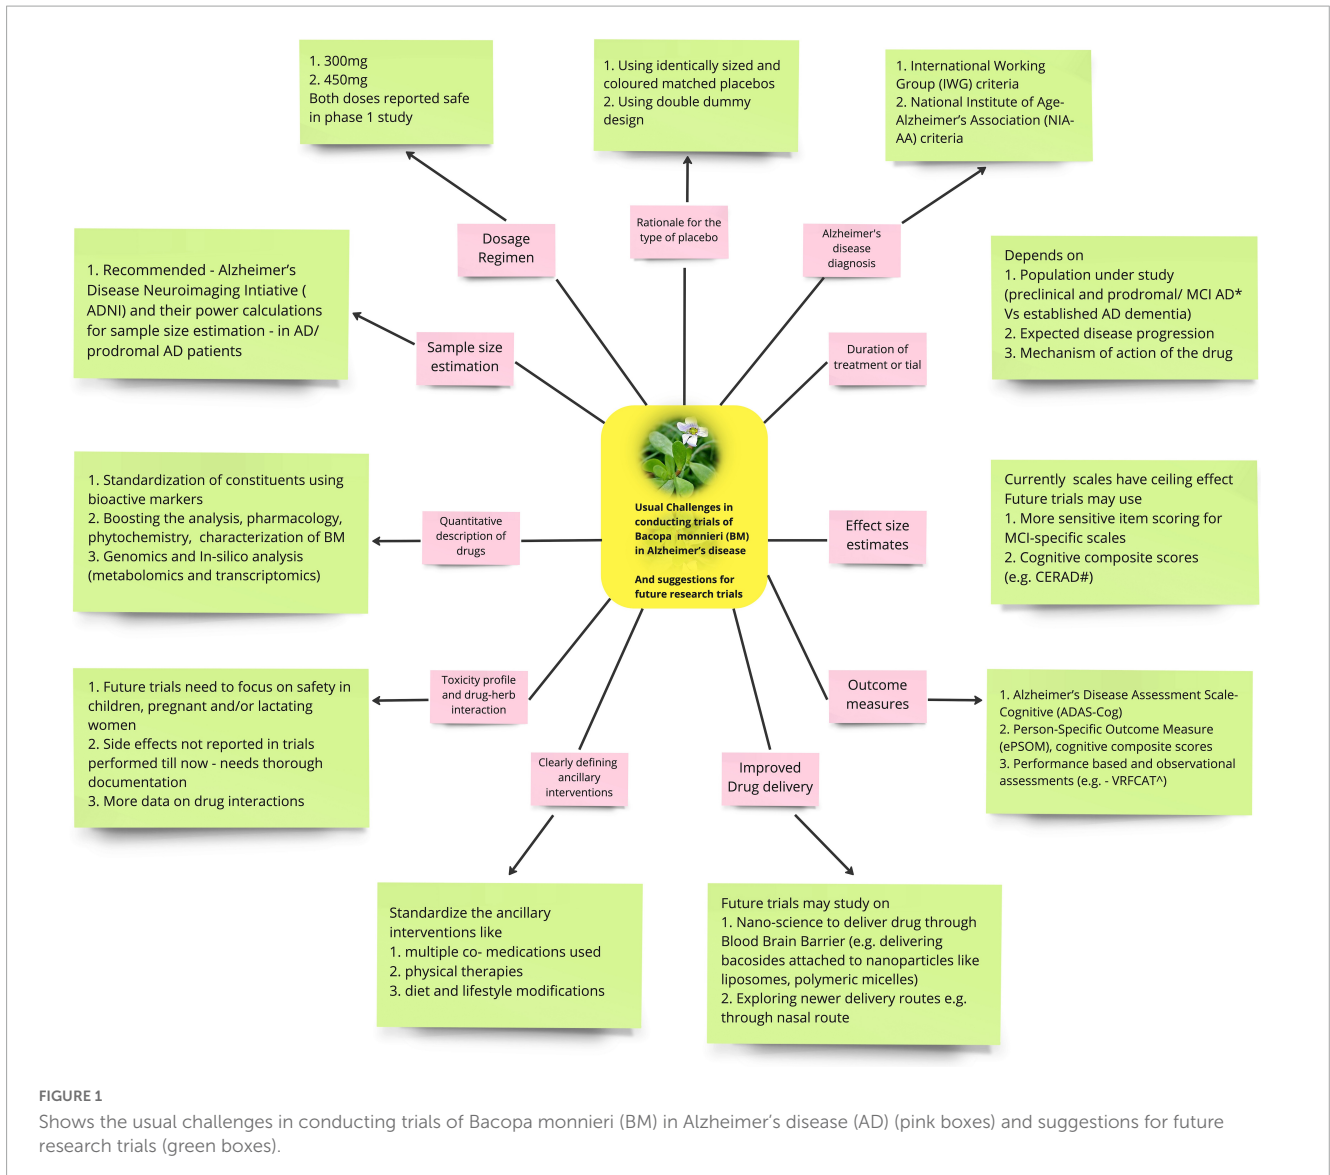 1. 300mg
2. 450mg
Both doses reported safe
in phase 1 study
1. Using identically sized and
coloured matched placebos
2. Using double dummy
design
1. International Working
Group (IWG) criteria
2. National Institute of Age-
Alzheimer's Association (NIA-
AA) criteria
Dosage
Regimen
Rationale for the
type of placebo
Alzheimer's
disease
diagnosis
1. Recommended - Alzheimer's
Disease Neuroimaging Intiative (
ADNI) and their power calculations
for sample size estimation - in AD/
prodromal AD patients
Sample size
estimation
Duration of
treatment or tial
Depends on
1. Population under study
(preclinical and prodromal/ MCI AD*
Vs established AD dementia)
2. Expected disease progression
3. Mechanism of action of the drug
1. Standardization of constituents using
bioactive markers
2. Boosting the analysis, pharmacology,
phytochemistry, characterization of BM
3. Genomics and In-silico analysis
(metabolomics and transcriptomics)
Quantitative
description of
drugs
Usual Challenges in
conducting trials of
Bacopa monnieri (BM)
in Alzheimer's disease
And suggestions for
future research trials
Effect size
estimates
Currently scales have ceiling effect
Future trials may use
1. More sensitive item scoring for
MCI-specific scales
2. Cognitive composite scores
(e.g. CERAD#)
1. Future trials need to focus on safety in
children, pregnant and/or lactating
women
2. Side effects not reported in trials
performed till now - needs thorough
documentation
3. More data on drug interactions
Toxicity profile
and drug-herb
interaction
Outcome
measures
1. Alzheimer's Disease Assessment Scale-
Cognitive (ADAS-Cog)
2. Person-Specific Outcome Measure
(ePSOM), cognitive composite scores
3. Performance based and observational
assessments (e.g. - VRFCAT^)
Clearly defining
ancillary
interventions
Improved
Drug delivery
Standardize the ancillary
interventions like
1. multiple co- medications used
2. physical therapies
3. diet and lifestyle modifications
Future trials may study on
1. Nano-science to deliver drug through
Blood Brain Barrier (e.g. delivering
bacosides attached to nanoparticles like
liposomes, polymeric micelles)
2. Exploring newer delivery routes e.g.
through nasal route
FIGURE 1
Shows the usual challenges in conducting trials of Bacopa monnieri (BM) in Alzheimer's disease (AD) (pink boxes) and suggestions for future
research trials (green boxes).